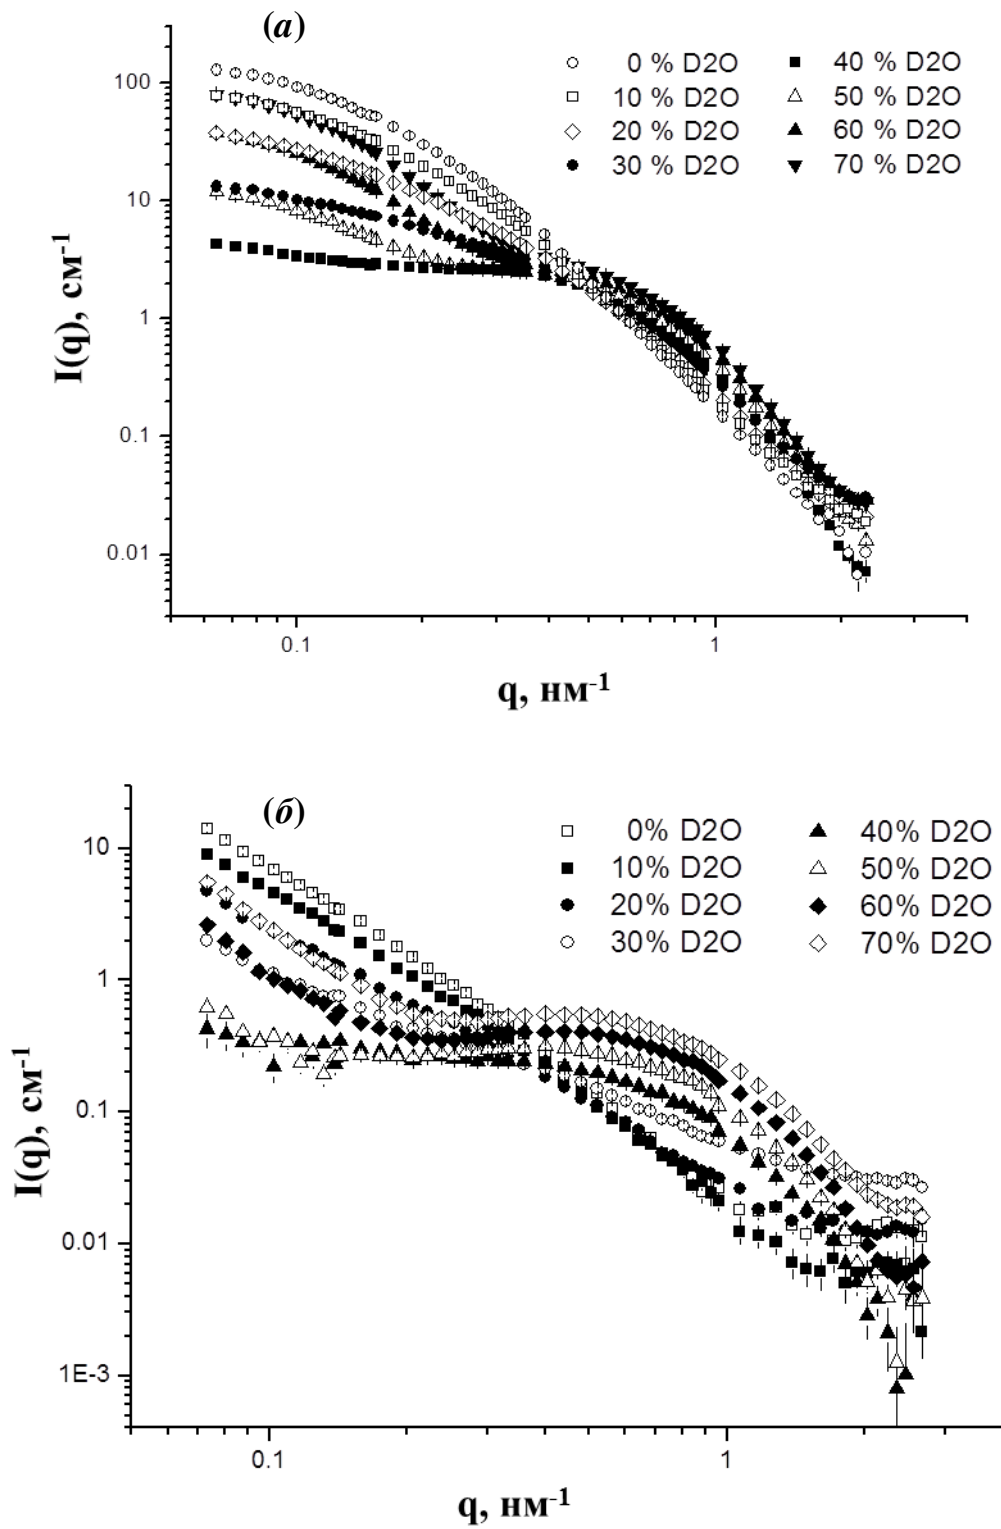 (а)
0 % D2O
40 % D2O
10 % D2O
50 % D2O
20 % D2O
60 % D2O
30 % D2O
70 % D2O
100
10
1
0.1
0.01
I(q), см-1
0.1
1
q, нм-1
(б)
0% D2O
40% D2O
10% D2O
50% D2O
20% D2O
60% D2O
30% D2O
70% D2O
10
1
0.1
0.01
1E-3
I(q), см-1
0.1
1
q, нм-1